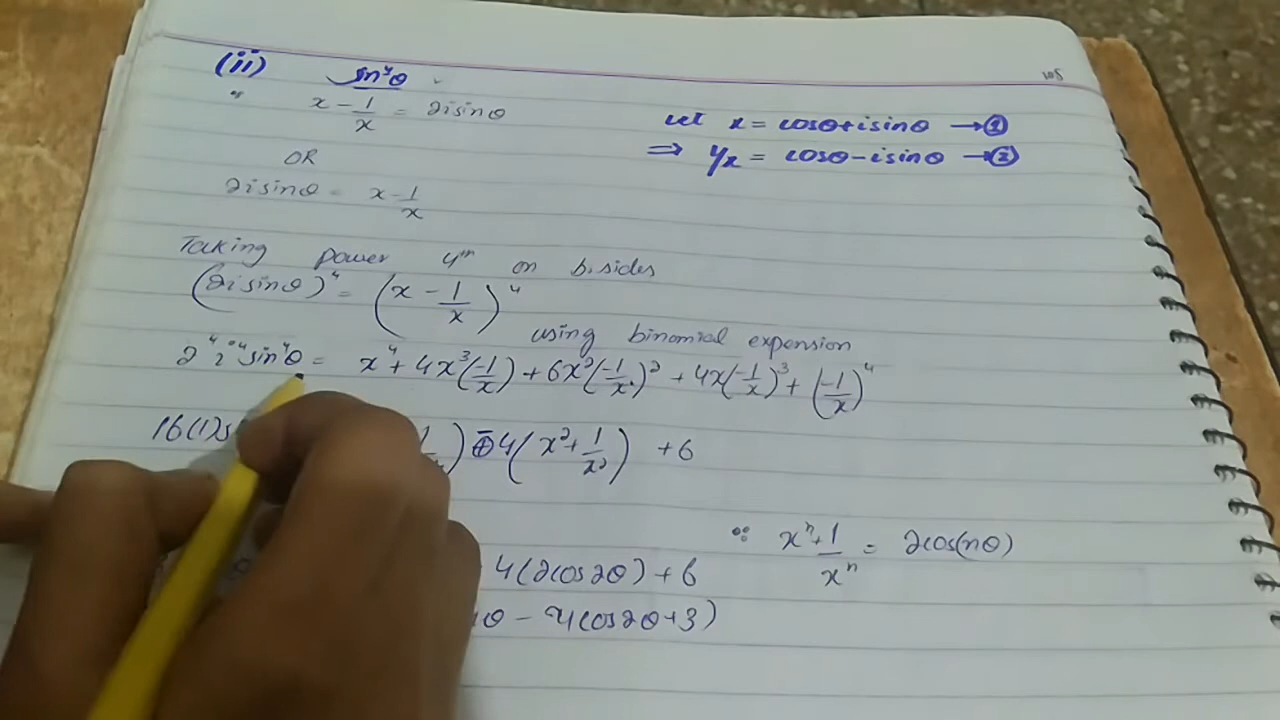 (ii) sin⁴θ
∵ x - 1/x = 2isinθ
let x = cosθ+isinθ →①
⇒ 1/x = cosθ-isinθ →②
OR
2isinθ = x - 1/x
Taking power 4th on b.sides
(2isinθ)⁴ = (x - 1/x)⁴
using binomial expension
2⁴i⁴sin⁴θ = x⁴ + 4x³(-1/x) + 6x²(-1/x)² + 4x(-1/x)³ + (-1/x)⁴
16(1)s ) 4(x² + 1/x²) + 6
∵ xⁿ + 1/xⁿ = 2cos(nθ)
4(2cos2θ) + 6
θ - 4cos2θ+3)